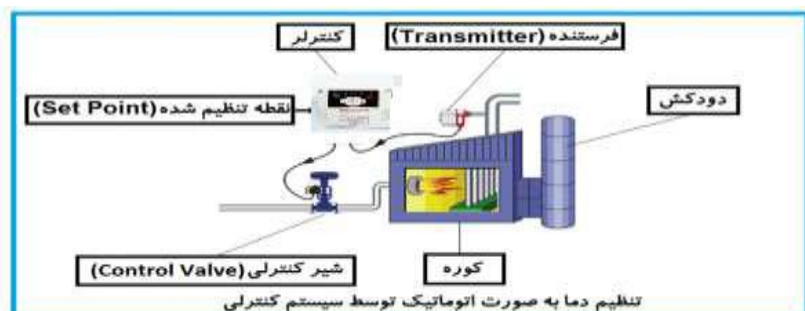 کنترلر
فرستنده (Transmitter)
نقطه تنظیم شده (Set Point)
دودکش
شیر کنترلی (Control Valve)
کوره
تنظیم دما به صورت اتوماتیک توسط سیستم کنترلی